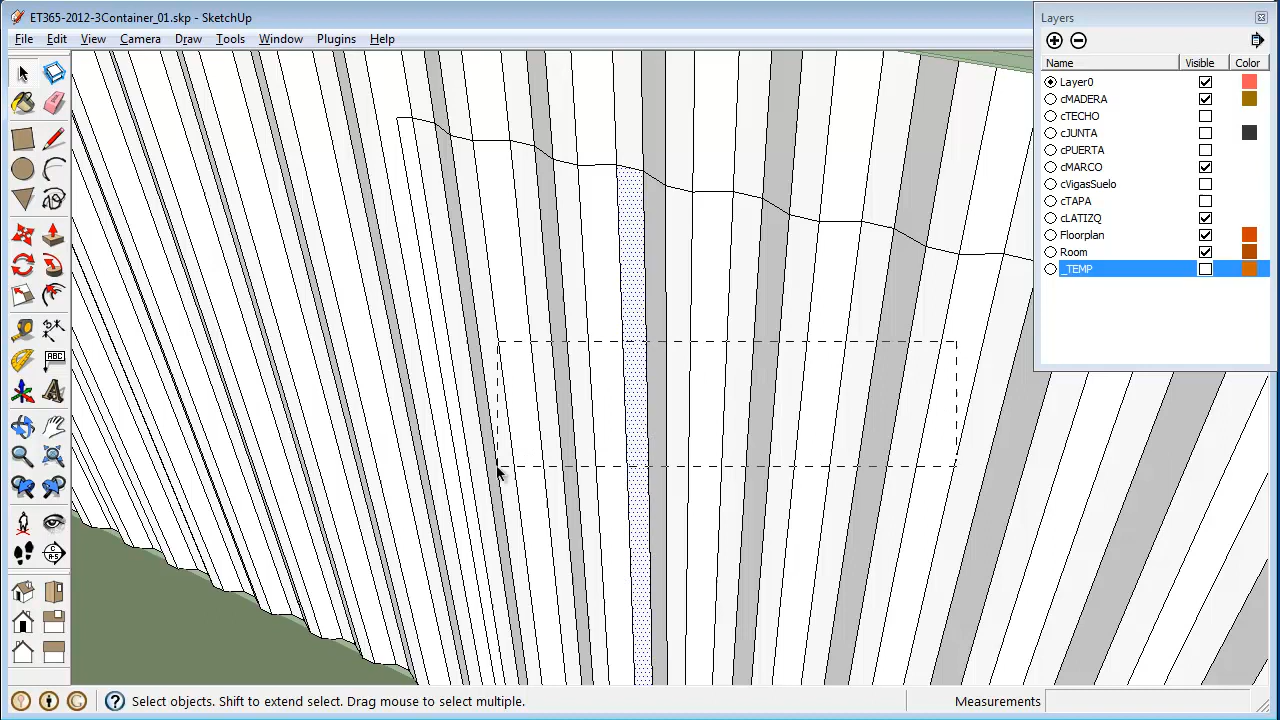 ET365-2012-3Container_01.skp - SketchUp
File Edit View Camera Draw Tools Window Plugins Help
Layers
Name Visible Color
Layer0
cMADERA
cTECHO
cJUNTA
cPUERTA
cMARCO
cVigasSuelo
cTAPA
cLATIZQ
Floorplan
Room
_TEMP
ABC
A
C
A-5
G
? Select objects. Shift to extend select. Drag mouse to select multiple.
Measurements